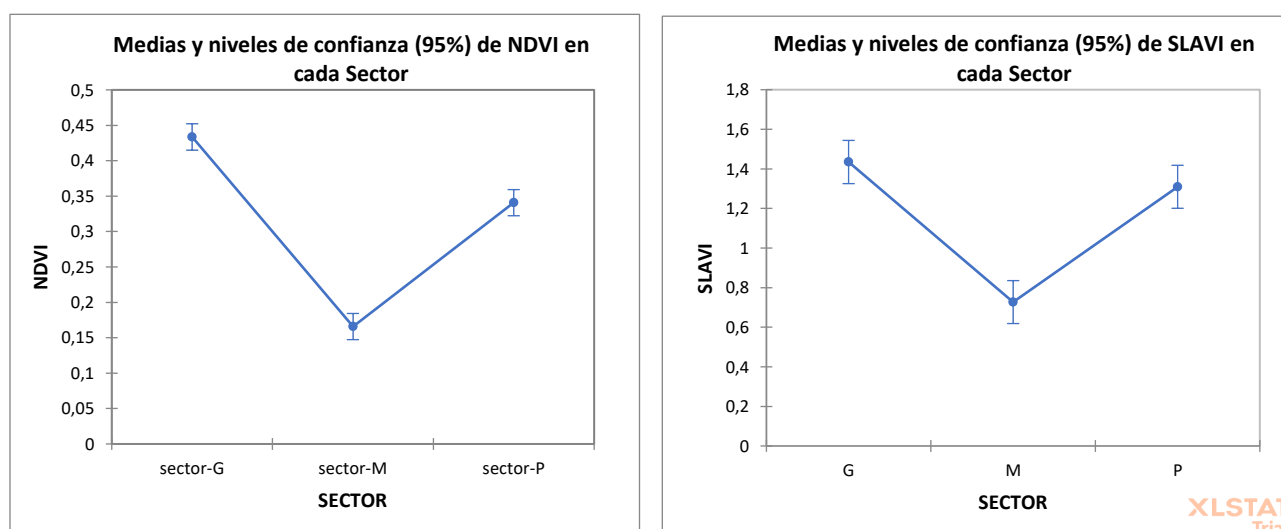 Medias y niveles de confianza (95%) de NDVI en
cada Sector
0,5
0,45
0,4
0,35
0,3
0,25
0,2
0,15
0,1
0,05
0
NDVI
sector-G sector-M sector-P
SECTOR
Medias y niveles de confianza (95%) de SLAVI en
cada Sector
1,8
1,6
1,4
1,2
1
0,8
0,6
0,4
0,2
0
SLAVI
G M P
SECTOR
XLSTAT